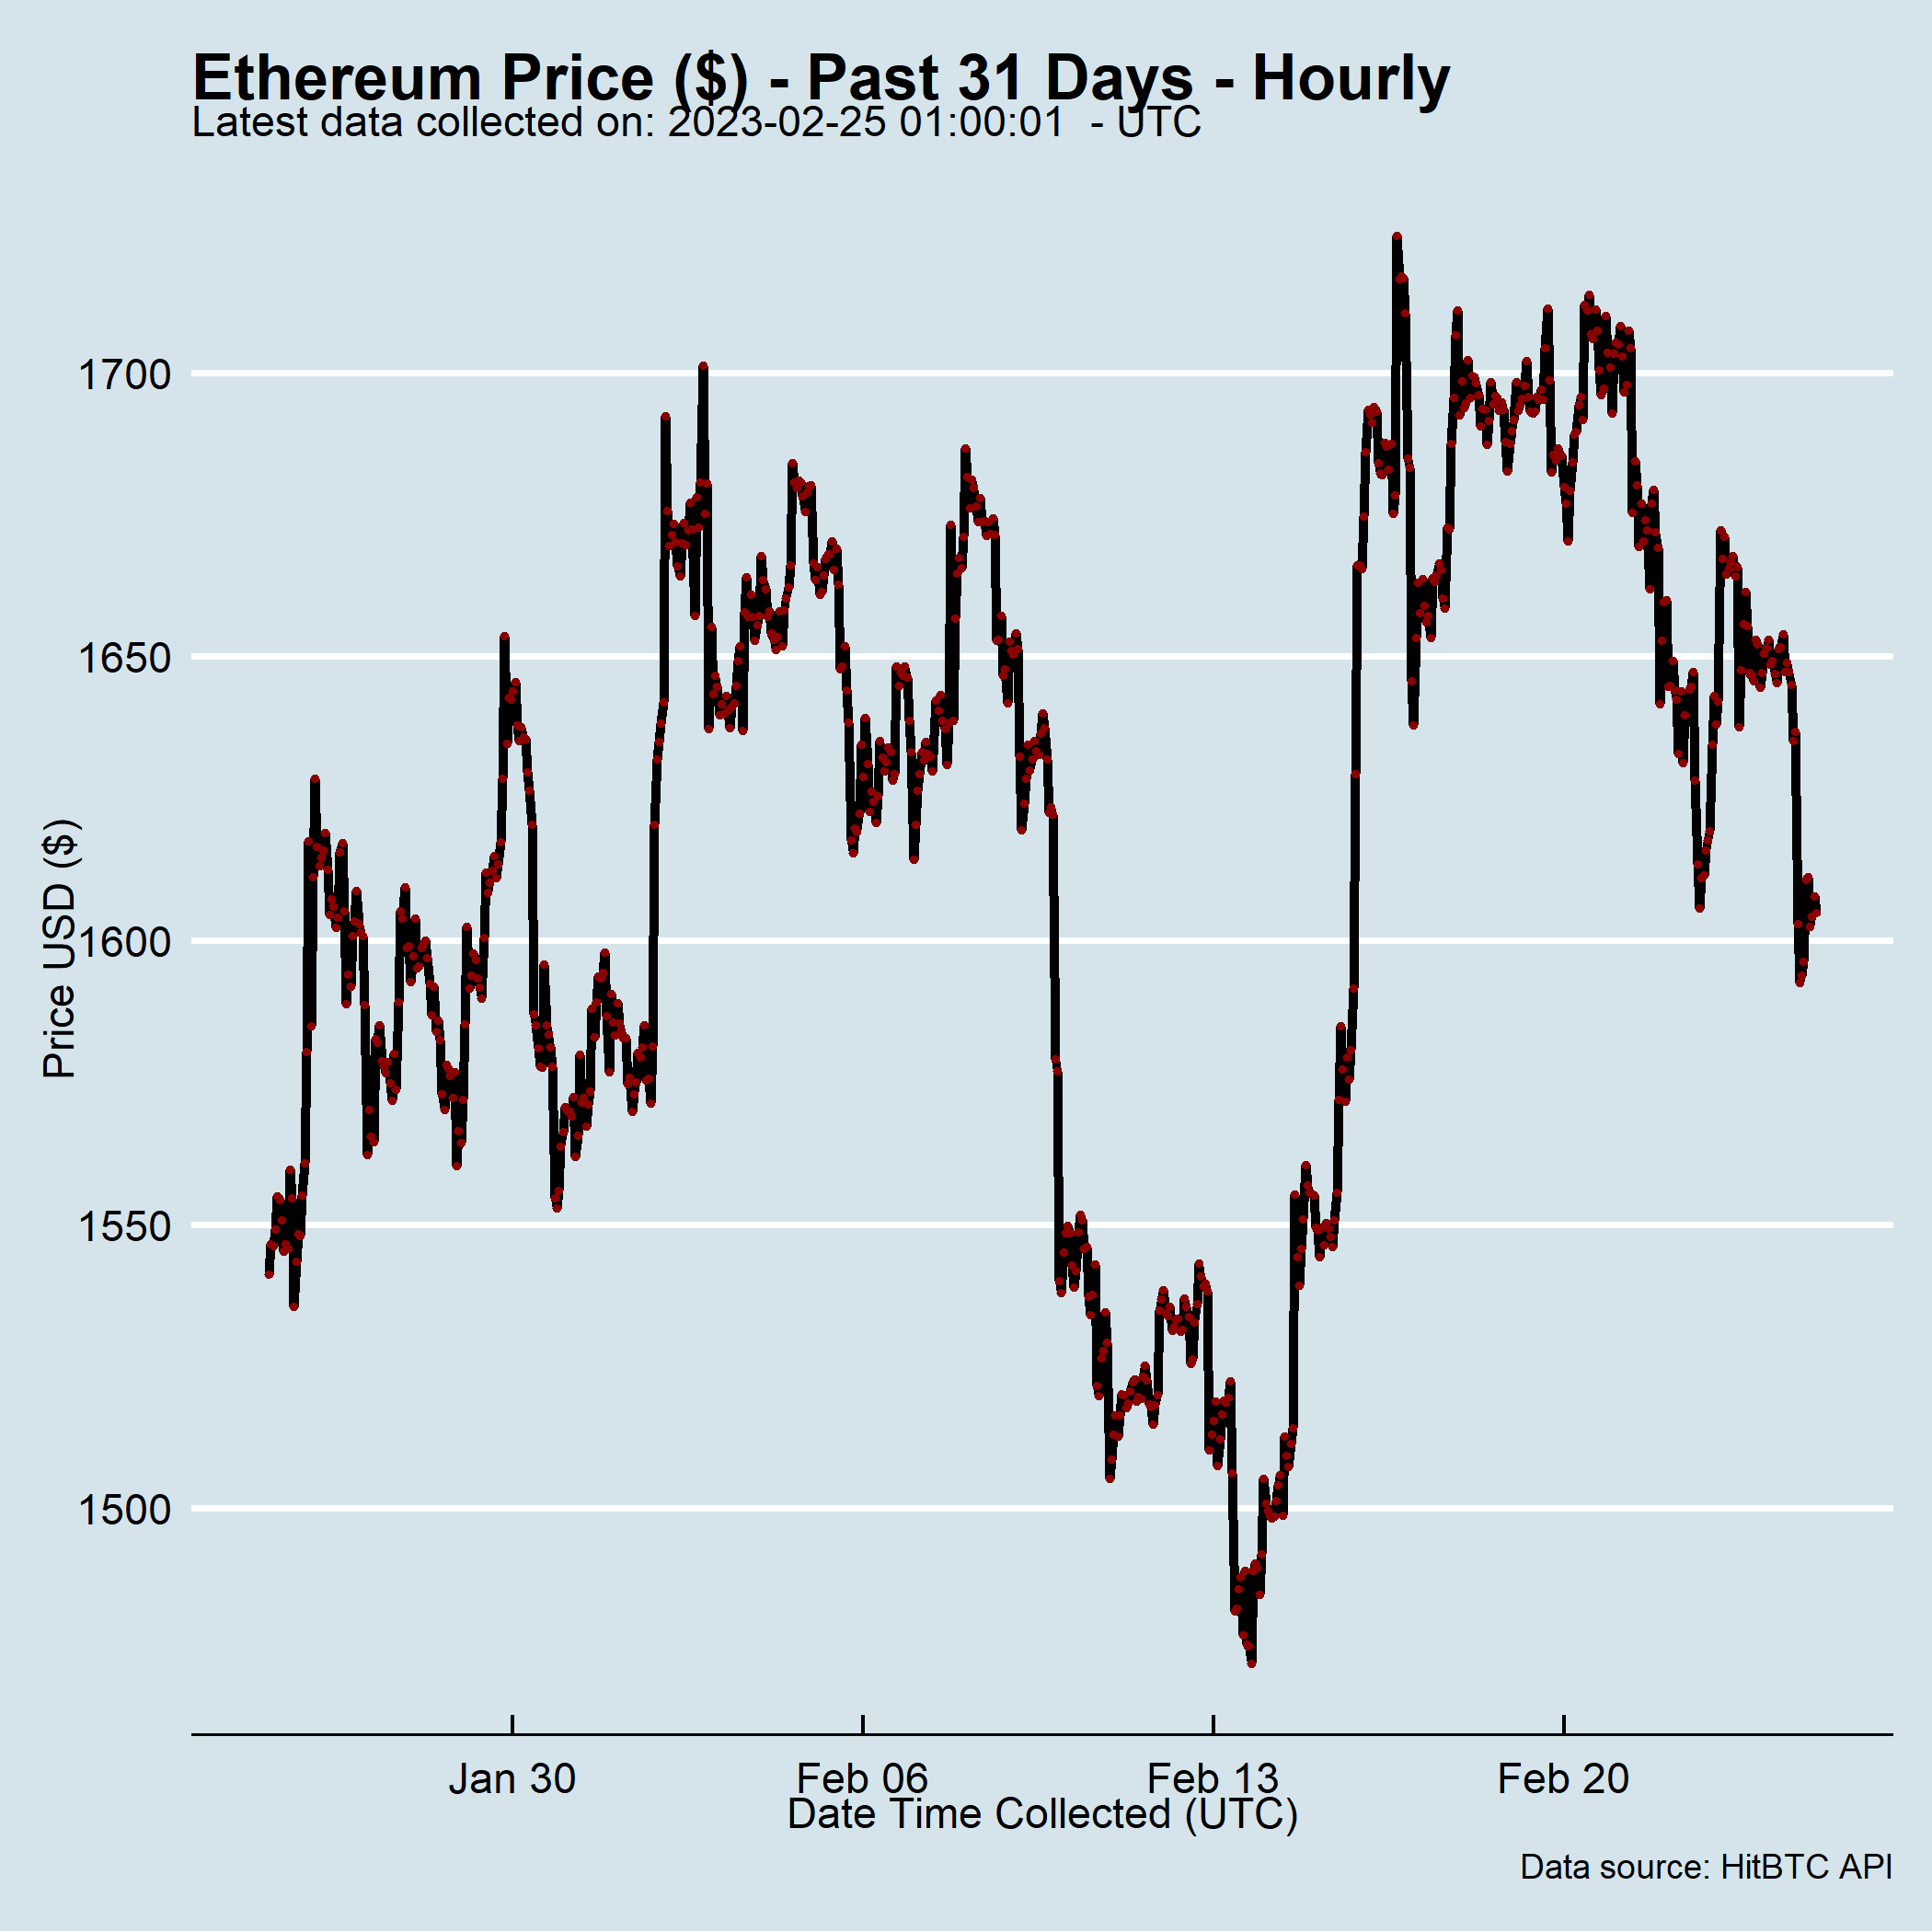 Ethereum Price ($) - Past 31 Days - Hourly
Latest data collected on: 2023-02-25 01:00:01  - UTC
1700
1650
1600
1550
1500
Price USD ($)
Jan 30
Feb 06
Feb 13
Feb 20
Date Time Collected (UTC)
Data source: HitBTC API